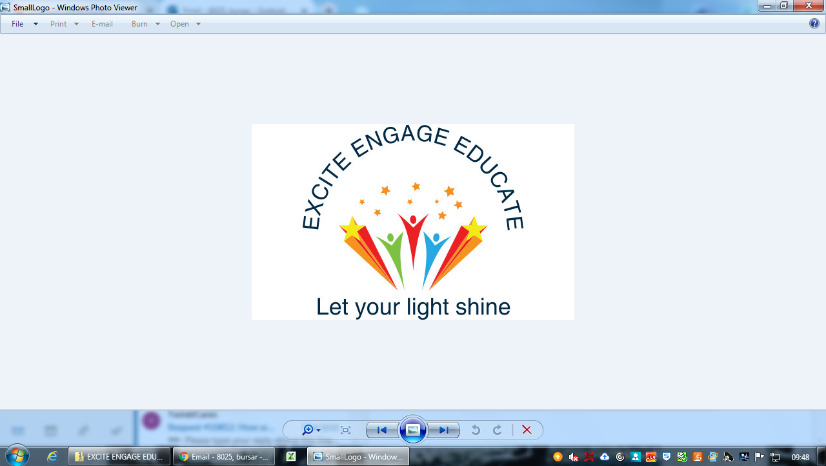 SmallLogo - Windows Photo Viewer
File Print E-mail Burn Open
EXCITE ENGAGE EDUCATE
Let your light shine
EXCITE ENGAGE EDU...
Email - 8025, bursar -...
SmallLogo - Window...
09:48